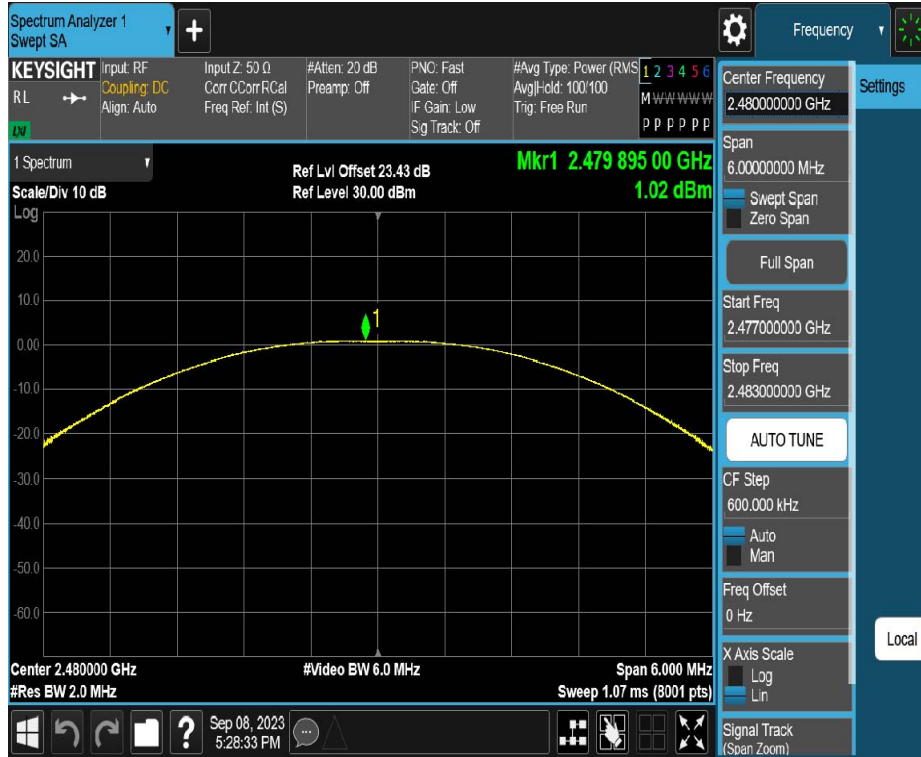 Spectrum Analyzer 1
Swept SA
+
Frequency
KEYSIGHT
RL
LXI
Input: RF
Coupling: DC
Align: Auto
Input Z: 50 Ω
Corr CCorr RCal
Freq Ref: Int (S)
#Atten: 20 dB
Preamp: Off
PNO: Fast
Gate: Off
IF Gain: Low
Sig Track: Off
#Avg Type: Power (RMS
Avg|Hold: 100/100
Trig: Free Run
1 2 3 4 5 6
M W W W W W
P P P P P P
Center Frequency
2.480000000 GHz
Settings
Span
6.00000000 MHz
Swept Span
Zero Span
Full Span
Start Freq
2.477000000 GHz
Stop Freq
2.483000000 GHz
AUTO TUNE
CF Step
600.000 kHz
Auto
Man
Freq Offset
0 Hz
X Axis Scale
Log
Lin
Signal Track
(Span Zoom)
Local
1 Spectrum
Scale/Div 10 dB
Ref Lvl Offset 23.43 dB
Ref Level 30.00 dBm
Mkr1 2.479 895 00 GHz
1.02 dBm
Log
20.0
10.0
0.00
-10.0
-20.0
-30.0
-40.0
-50.0
-60.0
1
Center 2.480000 GHz
#Video BW 6.0 MHz
Span 6.000 MHz
#Res BW 2.0 MHz
Sweep 1.07 ms (8001 pts)
?
Sep 08, 2023
5:28:33 PM